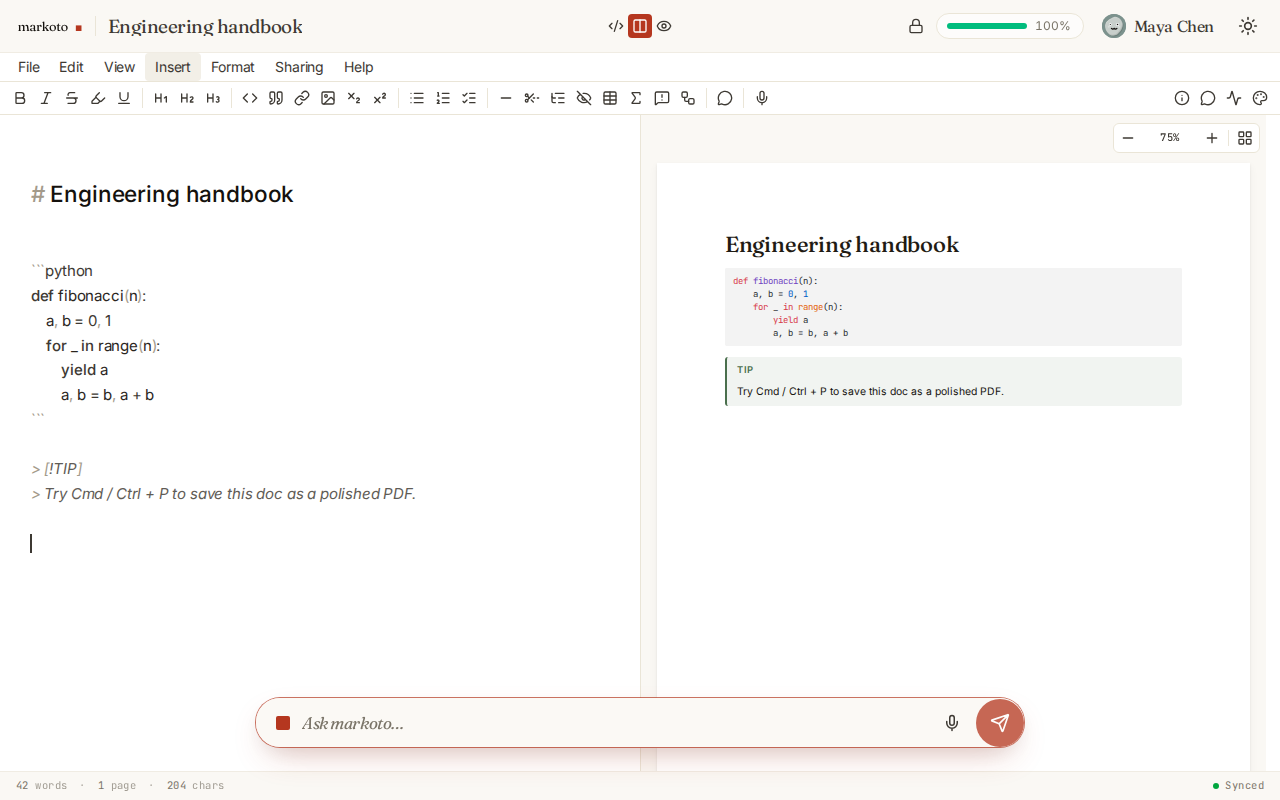 markoto
Engineering handbook
100%
Maya Chen
File Edit View Insert Format Sharing Help
H1 H2 H3
75%
# Engineering handbook
```python
def fibonacci(n):
a, b = 0, 1
for _ in range(n):
yield a
a, b = b, a + b
```
> [!TIP]
> Try Cmd / Ctrl + P to save this doc as a polished PDF.
Engineering handbook
def fibonacci(n):
a, b = 0, 1
for _ in range(n):
yield a
a, b = b, a + b
TIP
Try Cmd / Ctrl + P to save this doc as a polished PDF.
Ask markoto...
42 words · 1 page · 204 chars
Synced